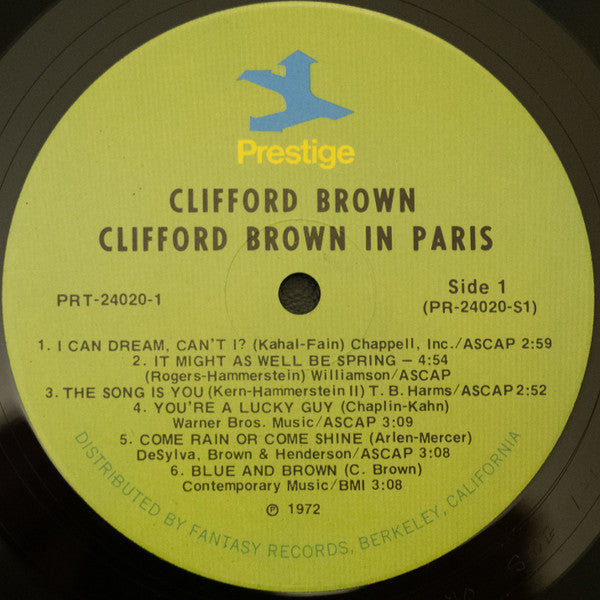 Prestige
CLIFFORD BROWN
CLIFFORD BROWN IN PARIS
PRT-24020-1
Side 1
(PR-24020-S1)
1. I CAN DREAM, CAN'T I? (Kahal-Fain) Chappell, Inc./ASCAP 2:59
2. IT MIGHT AS WELL BE SPRING – 4:54
(Rogers-Hammerstein) Williamson/ASCAP
3. THE SONG IS YOU (Kern-Hammerstein II) T. B. Harms/ASCAP 2:52
4. YOU'RE A LUCKY GUY (Chaplin-Kahn)
Warner Bros. Music/ASCAP 3:09
5. COME RAIN OR COME SHINE (Arlen-Mercer)
DeSylva, Brown & Henderson/ASCAP 3:08
6. BLUE AND BROWN (C. Brown)
Contemporary Music/BMI 3:08
℗ 1972
DISTRIBUTED BY FANTASY RECORDS, BERKELEY, CALIFORNIA